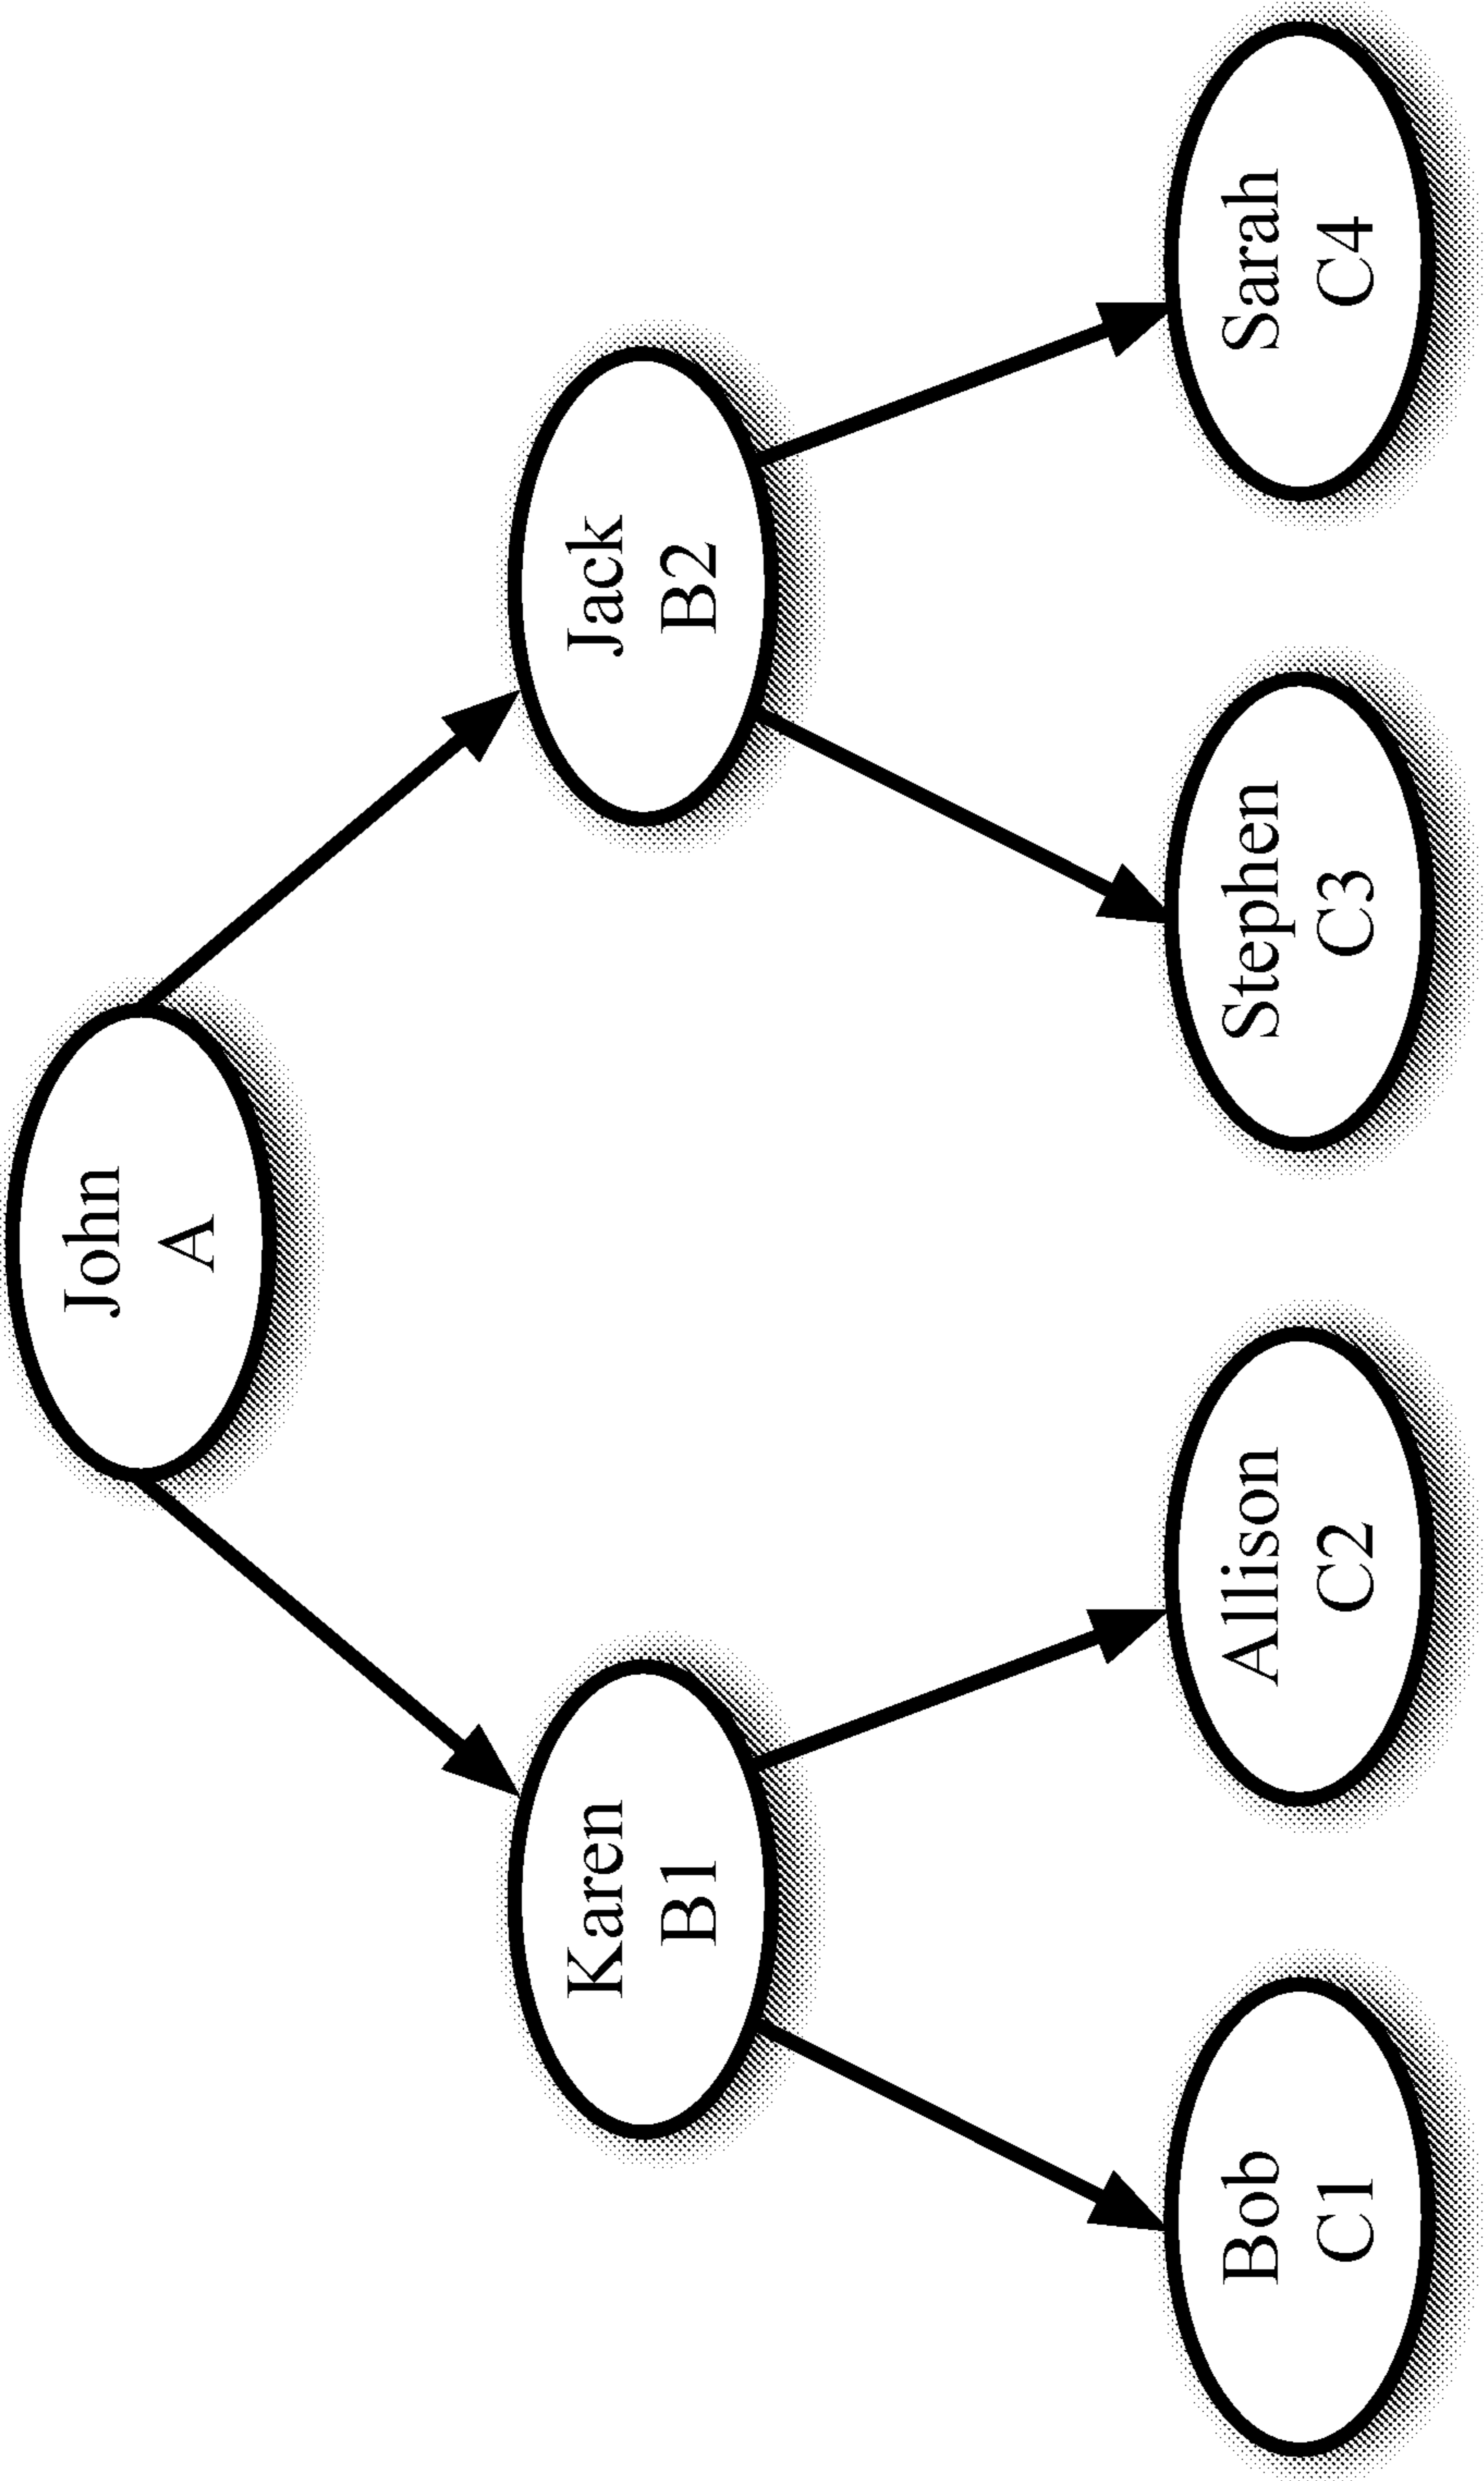 John
A
Karen
B1
Jack
B2
Bob
C1
Allison
C2
Stephen
C3
Sarah
C4